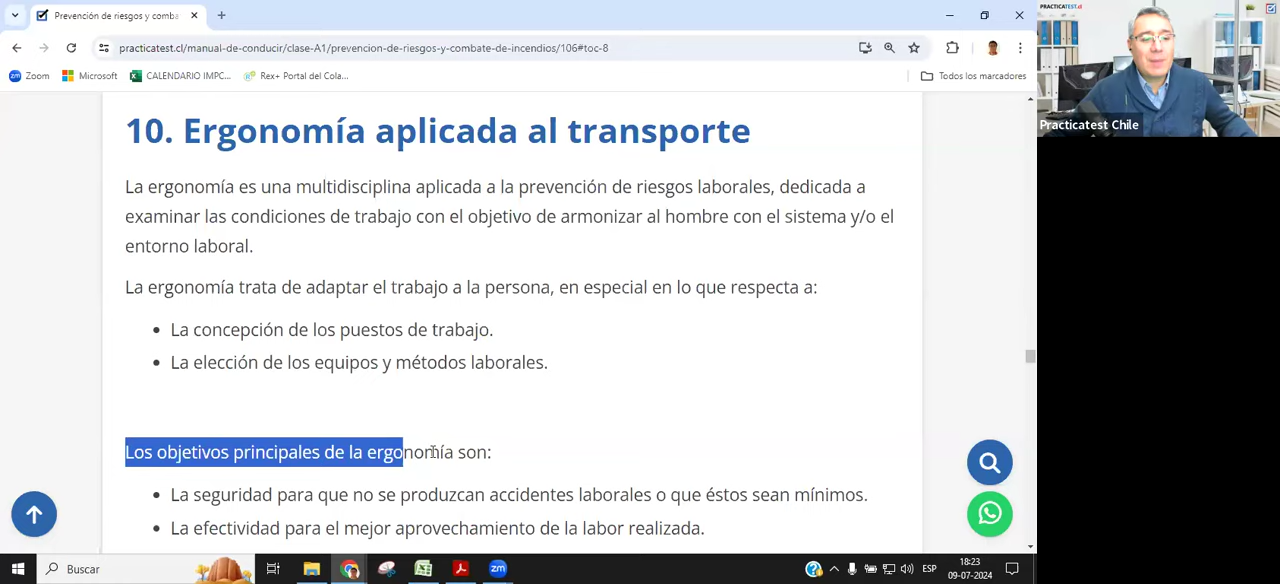 Prevención de riesgos y comba
practicatest.cl/manual-de-conducir/clase-A1/prevencion-de-riesgos-y-combate-de-incendios/106#toc-8
Zoom
Microsoft
CALENDARIO IMPC...
Rex+ Portal del Cola...
Todos los marcadores
PRACTICATEST.cl
Practicatest Chile
10. Ergonomía aplicada al transporte
La ergonomía es una multidisciplina aplicada a la prevención de riesgos laborales, dedicada a
examinar las condiciones de trabajo con el objetivo de armonizar al hombre con el sistema y/o el
entorno laboral.
La ergonomía trata de adaptar el trabajo a la persona, en especial en lo que respecta a:
La concepción de los puestos de trabajo.
La elección de los equipos y métodos laborales.
Los objetivos principales de la ergonomía son:
La seguridad para que no se produzcan accidentes laborales o que éstos sean mínimos.
La efectividad para el mejor aprovechamiento de la labor realizada.
Buscar
zm
ESP
18:23
09-07-2024